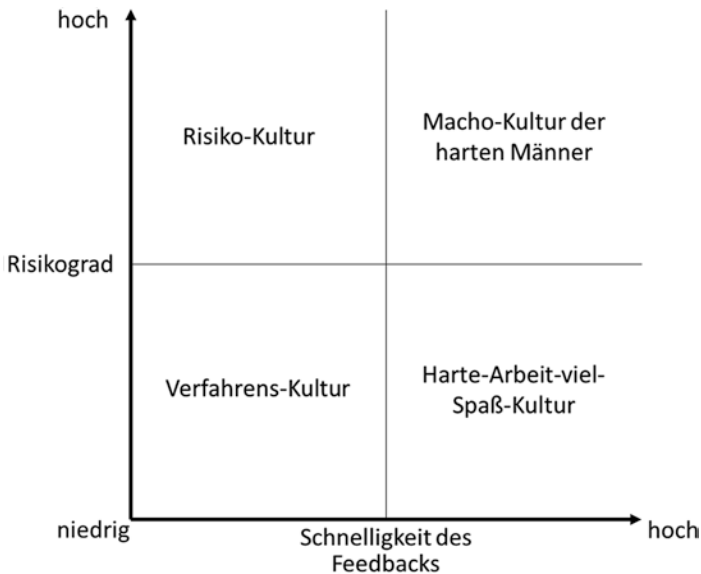 hoch
Risiko-Kultur
Macho-Kultur der
harten Männer
Risikograd
Verfahrens-Kultur
Harte-Arbeit-viel-
Spaß-Kultur
niedrig
Schnelligkeit des
Feedbacks
hoch